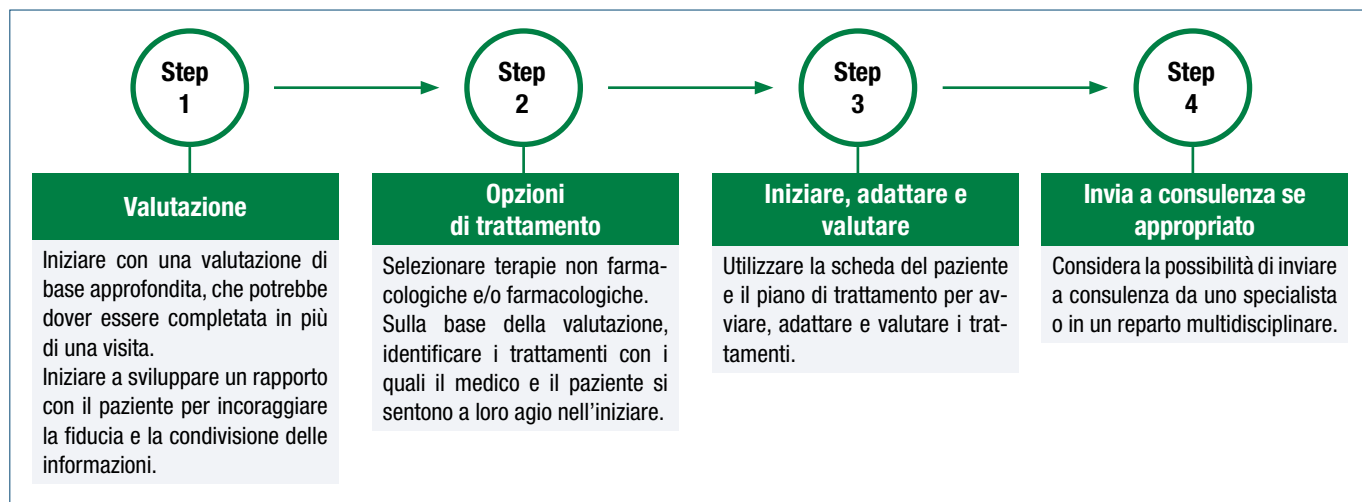 Step
1
Valutazione
Iniziare con una valutazione di
base approfondita, che potrebbe
dover essere completata in più
di una visita.
Iniziare a sviluppare un rapporto
con il paziente per incoraggiare
la fiducia e la condivisione delle
informazioni.
Step
2
Opzioni
di trattamento
Selezionare terapie non farma-
cologiche e/o farmacologiche.
Sulla base della valutazione,
identificare i trattamenti con i
quali il medico e il paziente si
sentono a loro agio nell’iniziare.
Step
3
Iniziare, adattare e
valutare
Utilizzare la scheda del paziente
e il piano di trattamento per av-
viare, adattare e valutare i trat-
tamenti.
Step
4
Invia a consulenza se
appropriato
Considera la possibilità di inviare
a consulenza da uno specialista
o in un reparto multidisciplinare.